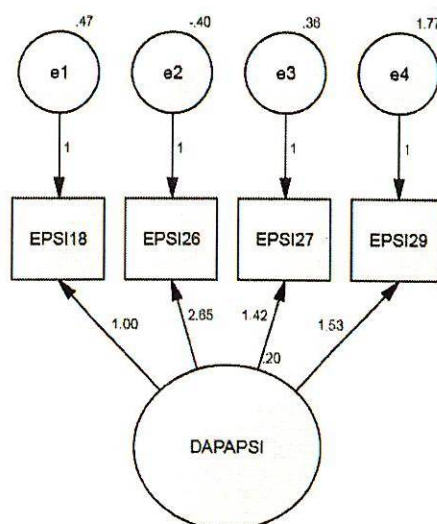 .47 -.40 .36 1.77
e1 e2 e3 e4
1 1 1 1
EPSI18 EPSI26 EPSI27 EPSI29
1.00 2.65 1.42 1.53
.20
DAPAPSI